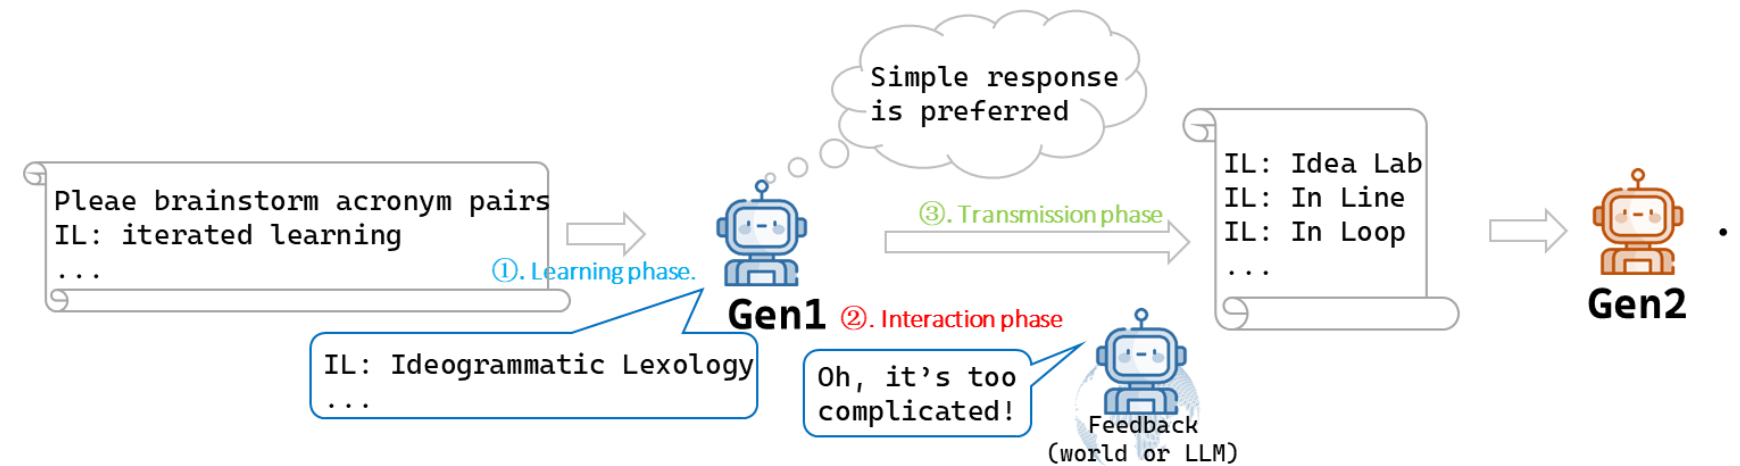 Pleae brainstorm acronym pairs
IL: iterated learning
...
①. Learning phase.
IL: Ideogrammatic Lexology
...
Simple response
is preferred
Gen1
②. Interaction phase
Oh, it's too
complicated!
Feedback
(world or LLM)
③. Transmission phase
IL: Idea Lab
IL: In Line
IL: In Loop
...
Gen2
.